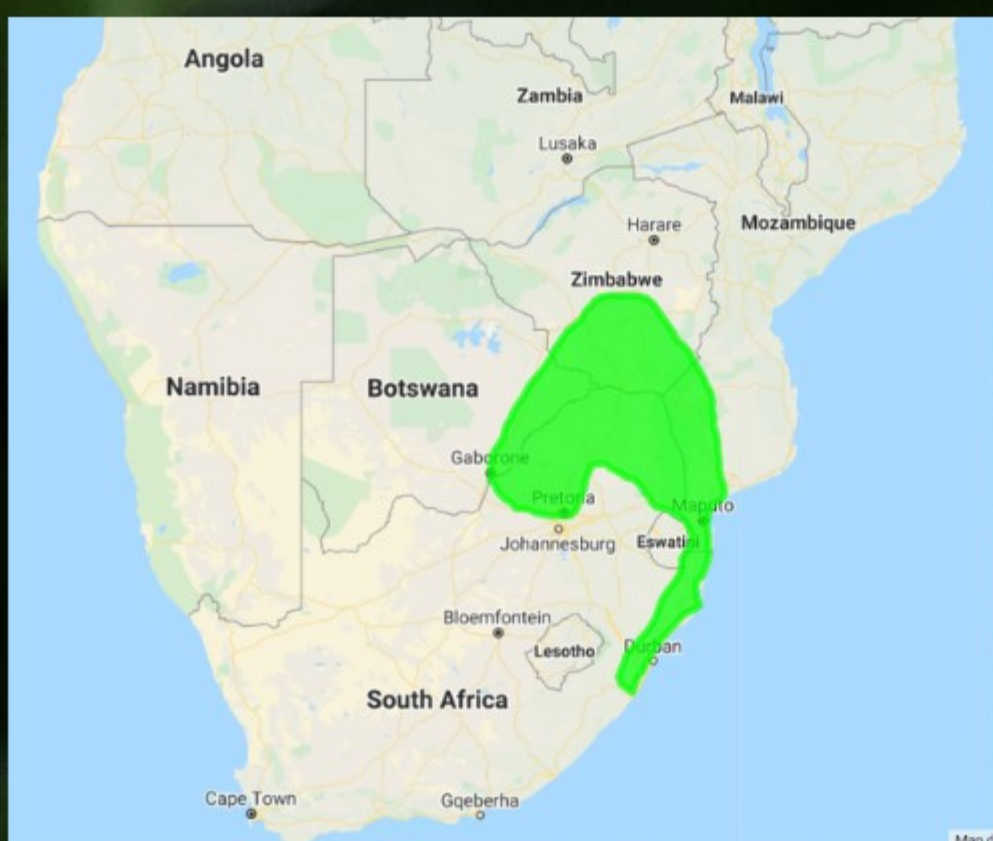 Angola
Zambia
Malawi
Lusaka
Harare
Mozambique
Zimbabwe
Namibia
Botswana
Gaborone
Pretoria
Maputo
Johannesburg
Eswatini
Bloemfontein
Lesotho
Durban
South Africa
Cape Town
Gqeberha
Map d